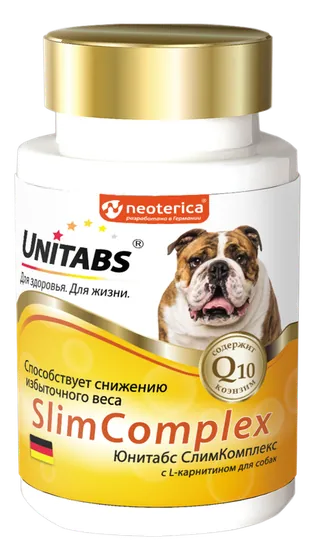 neoterica®
разработано в Германии
UNITABS®
Для здоровья. Для жизни.
содержит
Q10
коэнзим
Способствует снижению
избыточного веса
SlimComplex
Юнитабс СлимКомплекс
с L-карнитином для собак